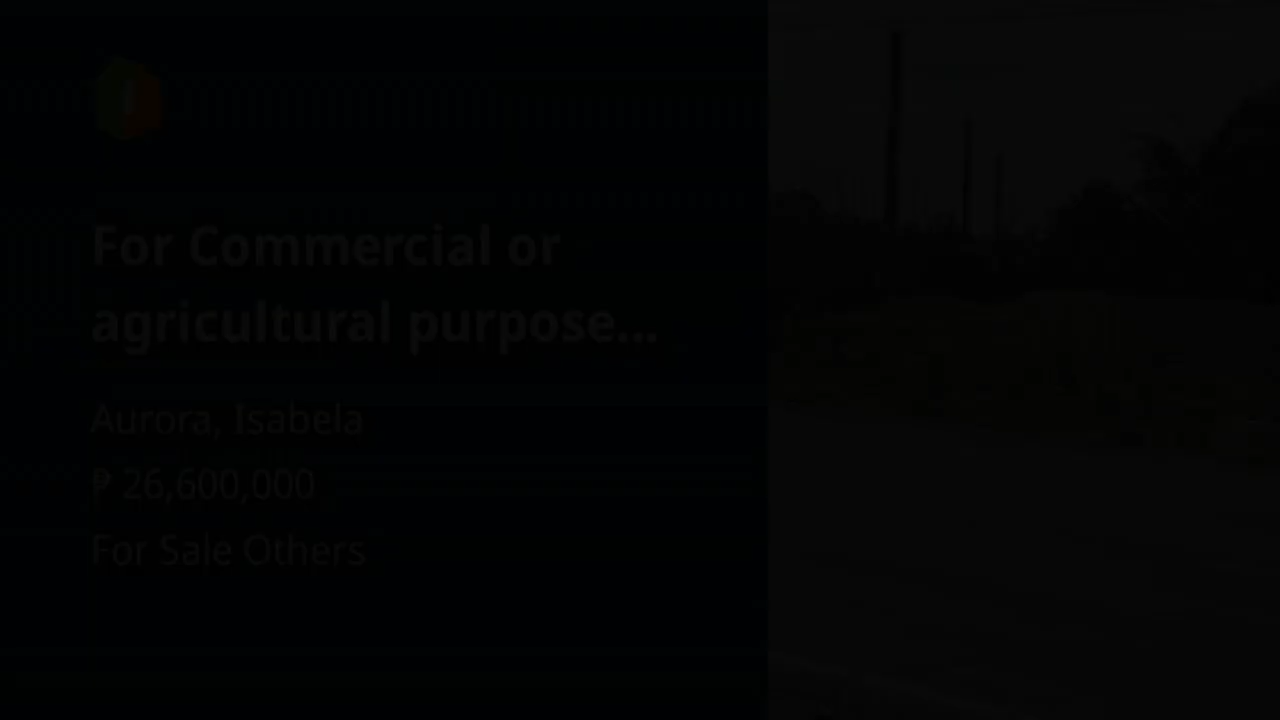 For Commercial or
agricultural purpose...
Aurora, Isabela
₱ 26,600,000
For Sale Others